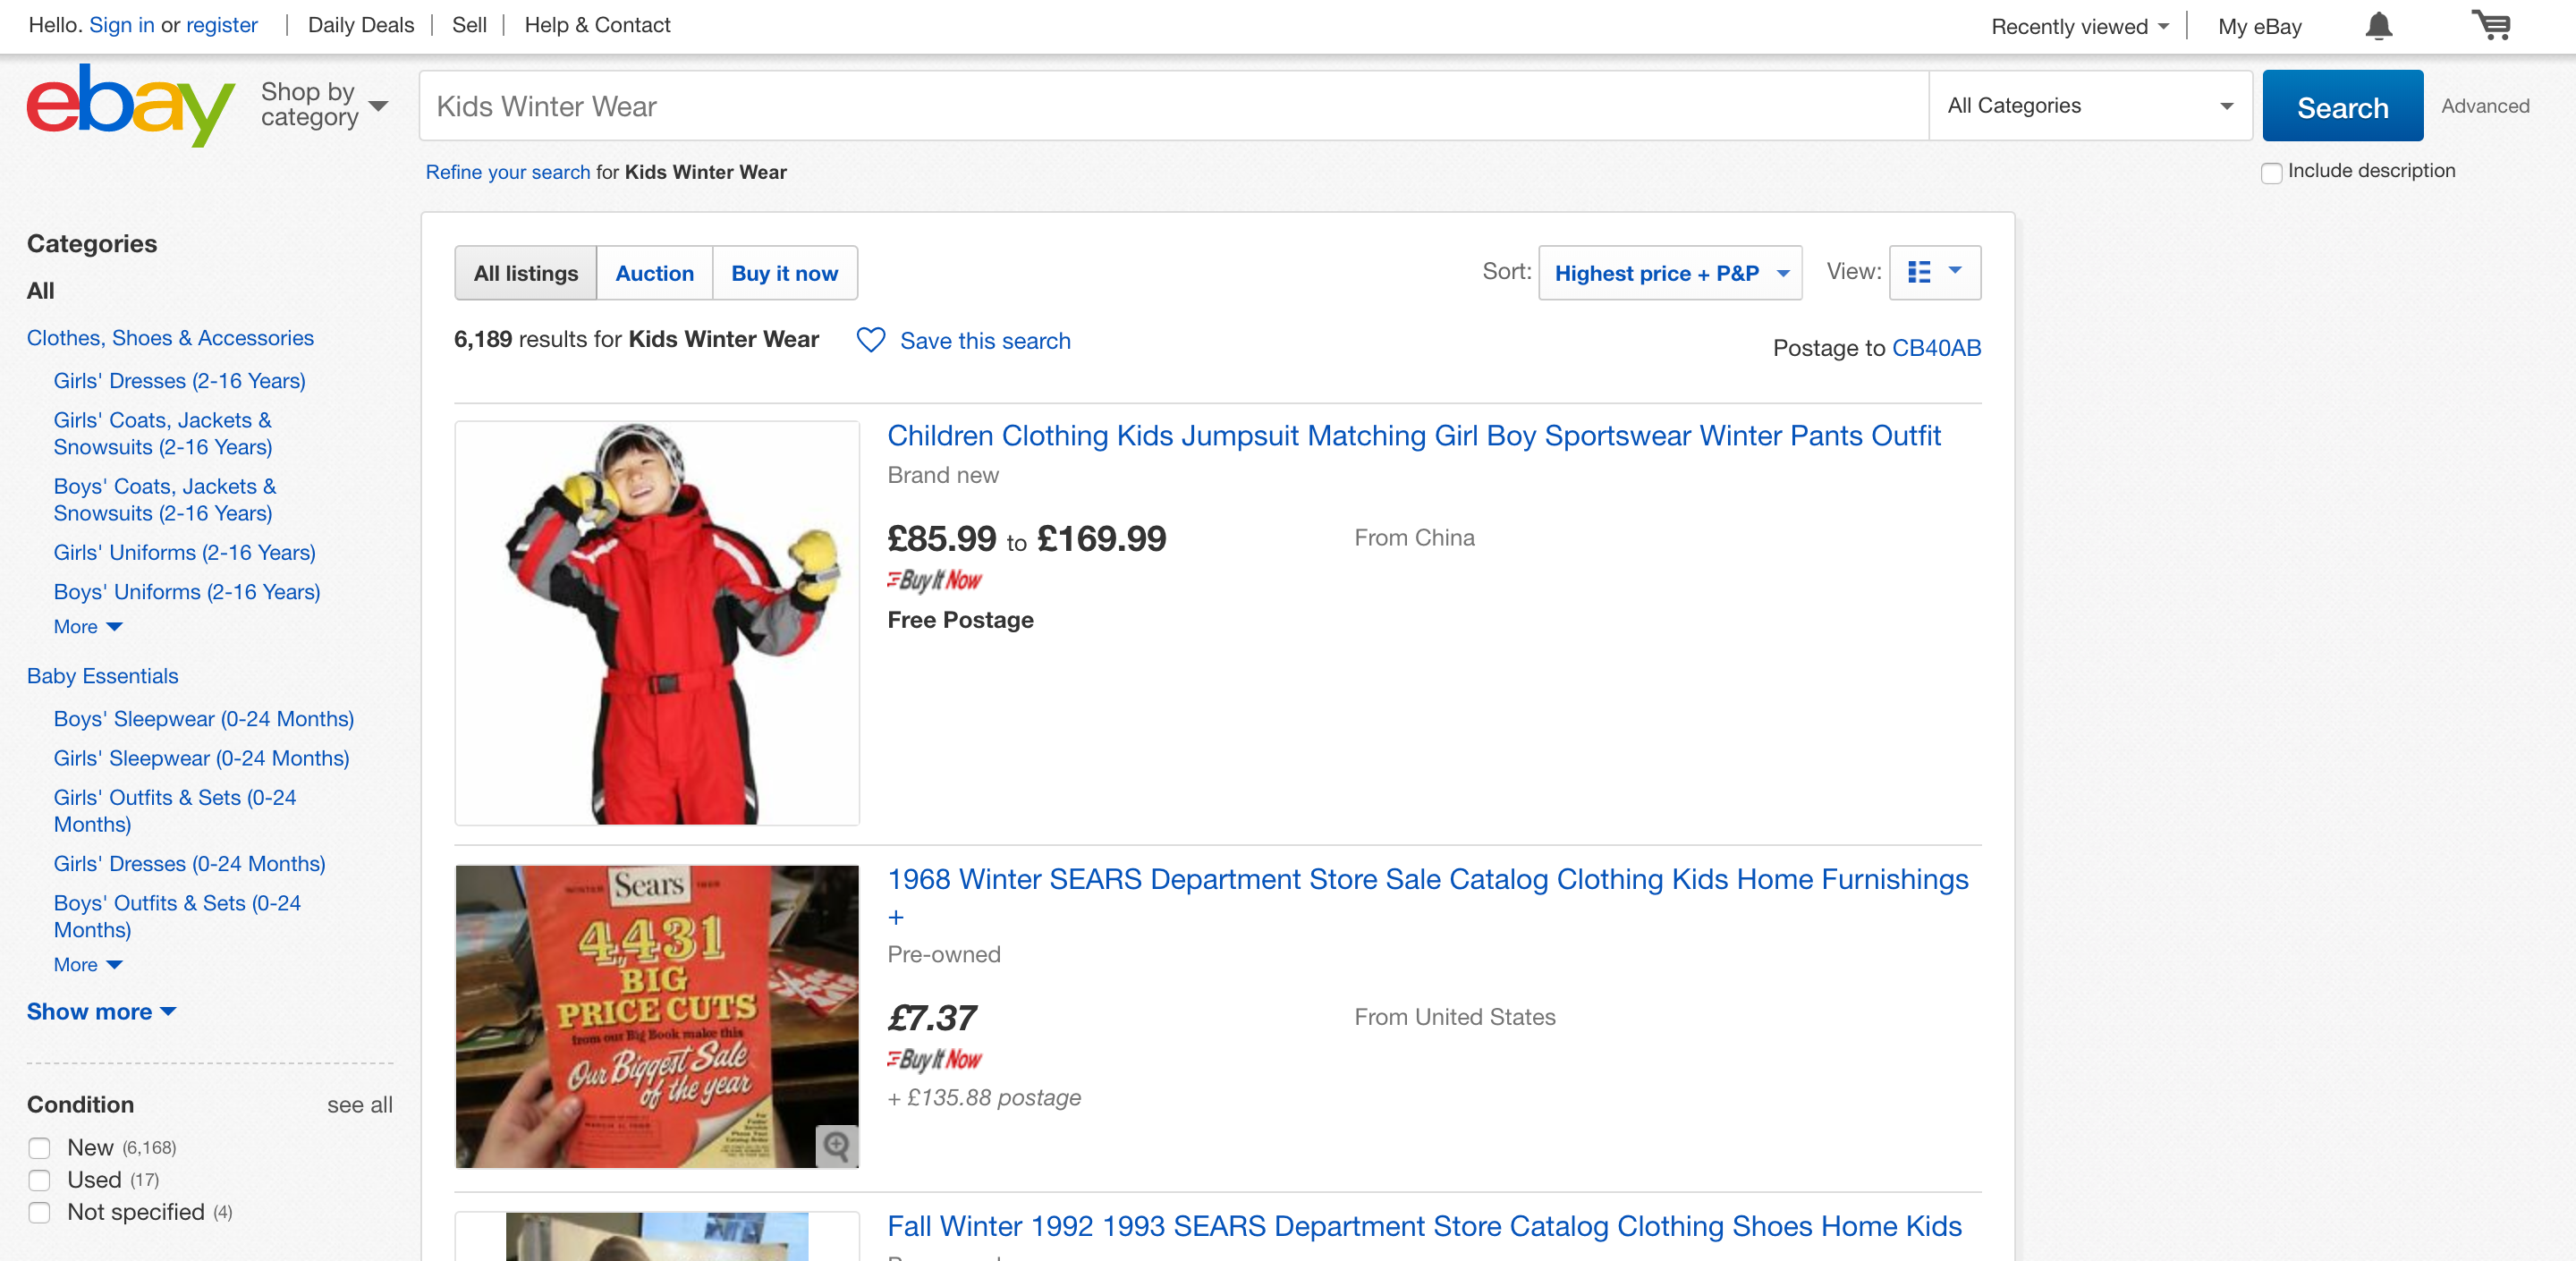 Hello. Sign in or register
Daily Deals
Sell
Help & Contact
Recently viewed
My eBay
ebay
Shop by
category
Kids Winter Wear
All Categories
Search
Advanced
Refine your search for Kids Winter Wear
Include description
Categories
All
Clothes, Shoes & Accessories
Girls' Dresses (2-16 Years)
Girls' Coats, Jackets &
Snowsuits (2-16 Years)
Boys' Coats, Jackets &
Snowsuits (2-16 Years)
Girls' Uniforms (2-16 Years)
Boys' Uniforms (2-16 Years)
More
Baby Essentials
Boys' Sleepwear (0-24 Months)
Girls' Sleepwear (0-24 Months)
Girls' Outfits & Sets (0-24
Months)
Girls' Dresses (0-24 Months)
Boys' Outfits & Sets (0-24
Months)
More
Show more
Condition
see all
New (6,168)
Used (17)
Not specified (4)
All listings
Auction
Buy it now
Sort:
Highest price + P&P
View:
6,189 results for Kids Winter Wear
Save this search
Postage to CB40AB
Children Clothing Kids Jumpsuit Matching Girl Boy Sportswear Winter Pants Outfit
Brand new
£85.99 to £169.99
From China
Buy It Now
Free Postage
WINTER Sears 1968
4,431
BIG
PRICE CUTS
from our Big Book make this
Our Biggest Sale
of the year
1968 Winter SEARS Department Store Sale Catalog Clothing Kids Home Furnishings
+
Pre-owned
£7.37
From United States
Buy It Now
+ £135.88 postage
Fall Winter 1992 1993 SEARS Department Store Catalog Clothing Shoes Home Kids